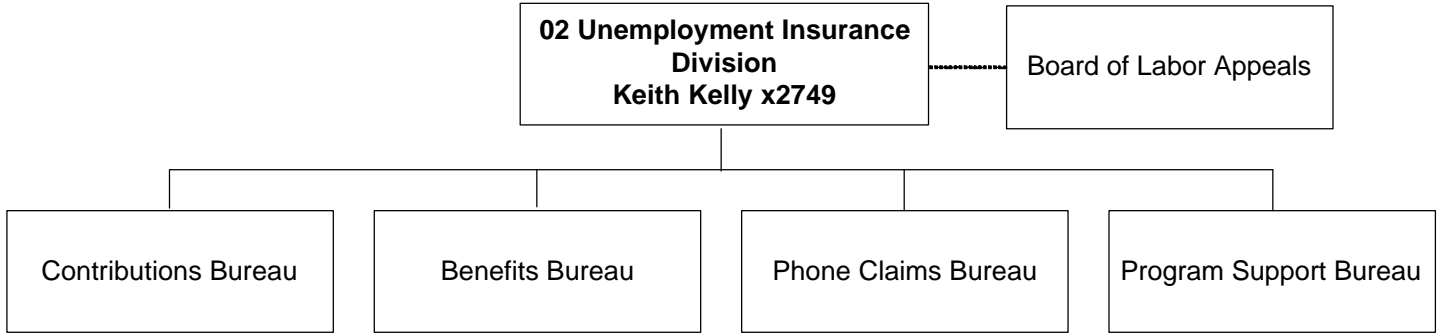 02 Unemployment Insurance
Division
Keith Kelly x2749
Board of Labor Appeals
Contributions Bureau
Benefits Bureau
Phone Claims Bureau
Program Support Bureau